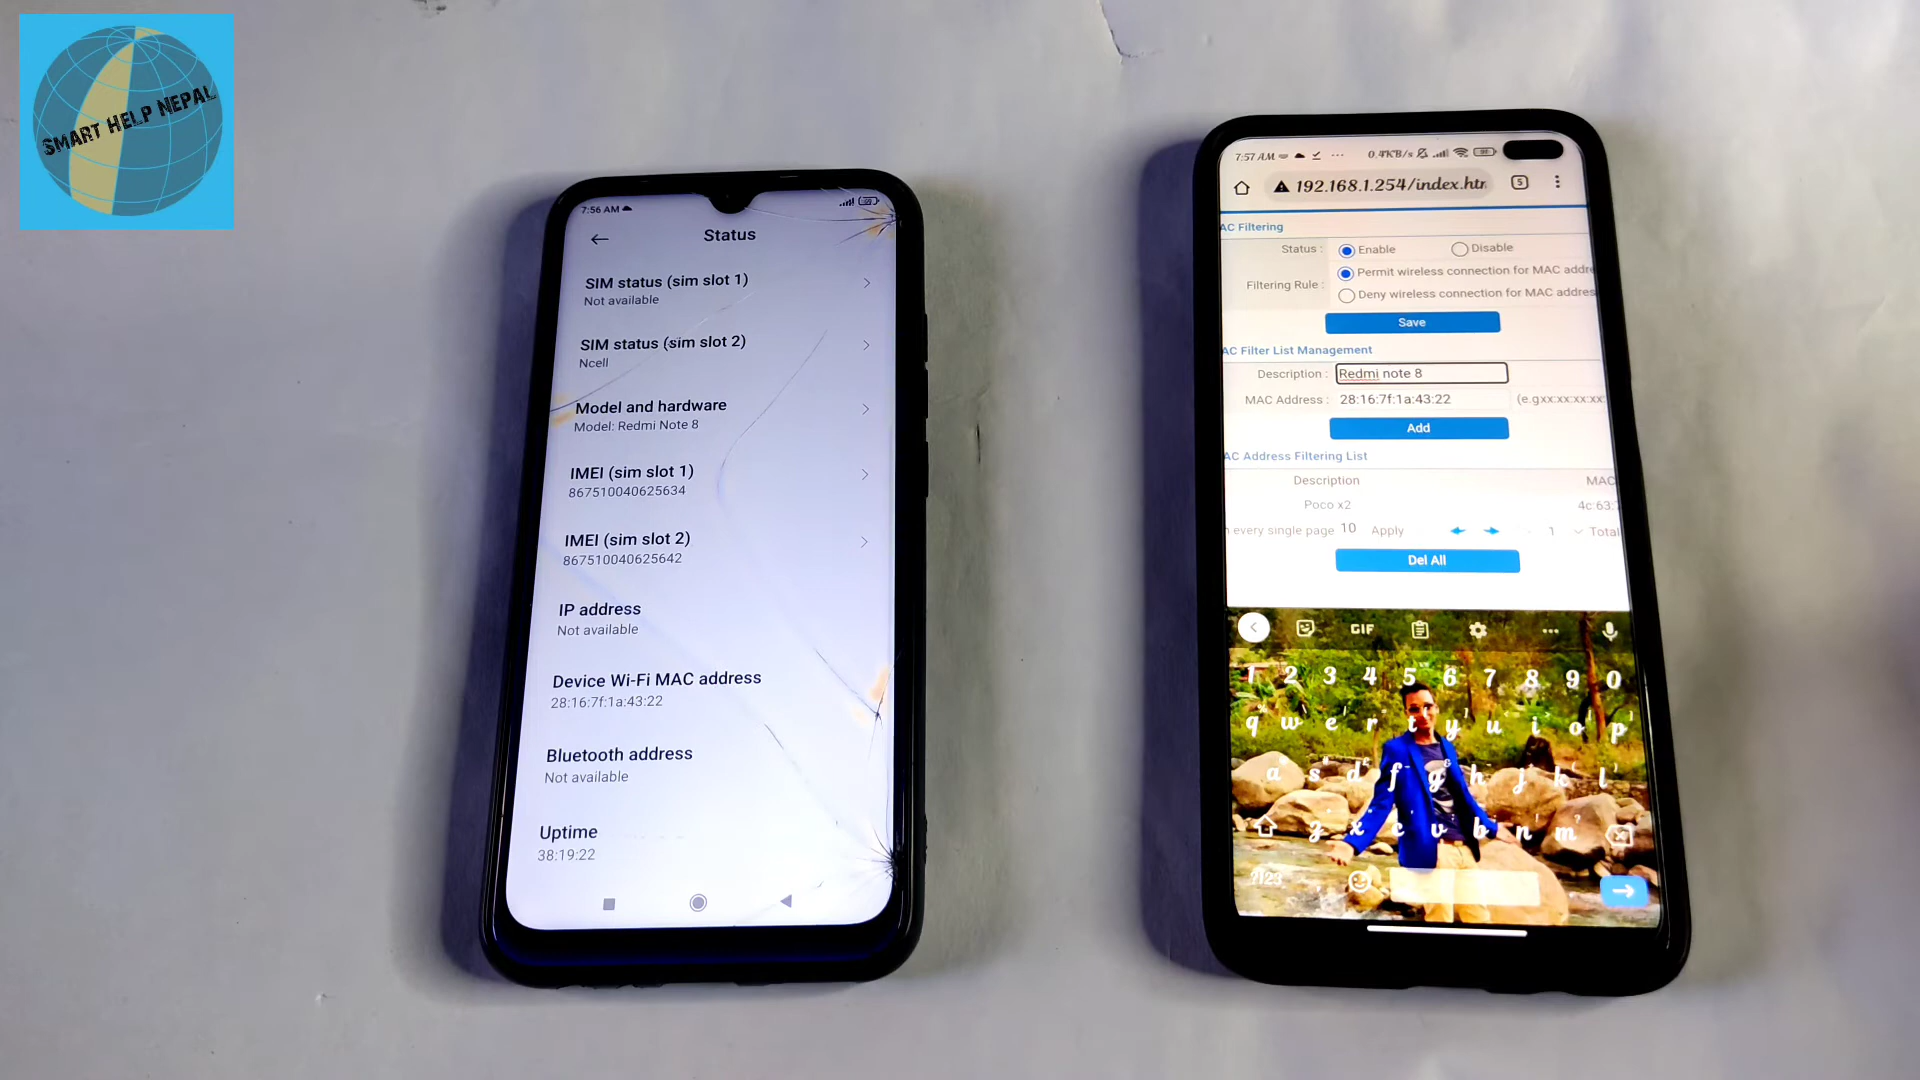 SMART HELP NEPAL
7:56 AM
Status
SIM status (sim slot 1)
Not available
SIM status (sim slot 2)
Ncell
Model and hardware
Model: Redmi Note 8
IMEI (sim slot 1)
867510040625634
IMEI (sim slot 2)
867510040625642
IP address
Not available
Device Wi-Fi MAC address
28:16:7f:1a:43:22
Bluetooth address
Not available
Uptime
38:19:22
7:57 AM 0.4KB/s
192.168.1.254/index.htr 5
AC Filtering
Status : Enable Disable
Filtering Rule : Permit wireless connection for MAC addre
Deny wireless connection for MAC addres
Save
AC Filter List Management
Description : Redmi note 8
MAC Address : 28:16:7f:1a:43:22 (e.gxx:xx:xx:xx:
Add
AC Address Filtering List
Description MAC
Poco x2 4c:63:
every single page 10 Apply 1 Total
Del All
GIF
1 2 3 4 5 6 7 8 9 0
q w e r t y u i o p
a s d f g h j k l
z x c v b n m
?123